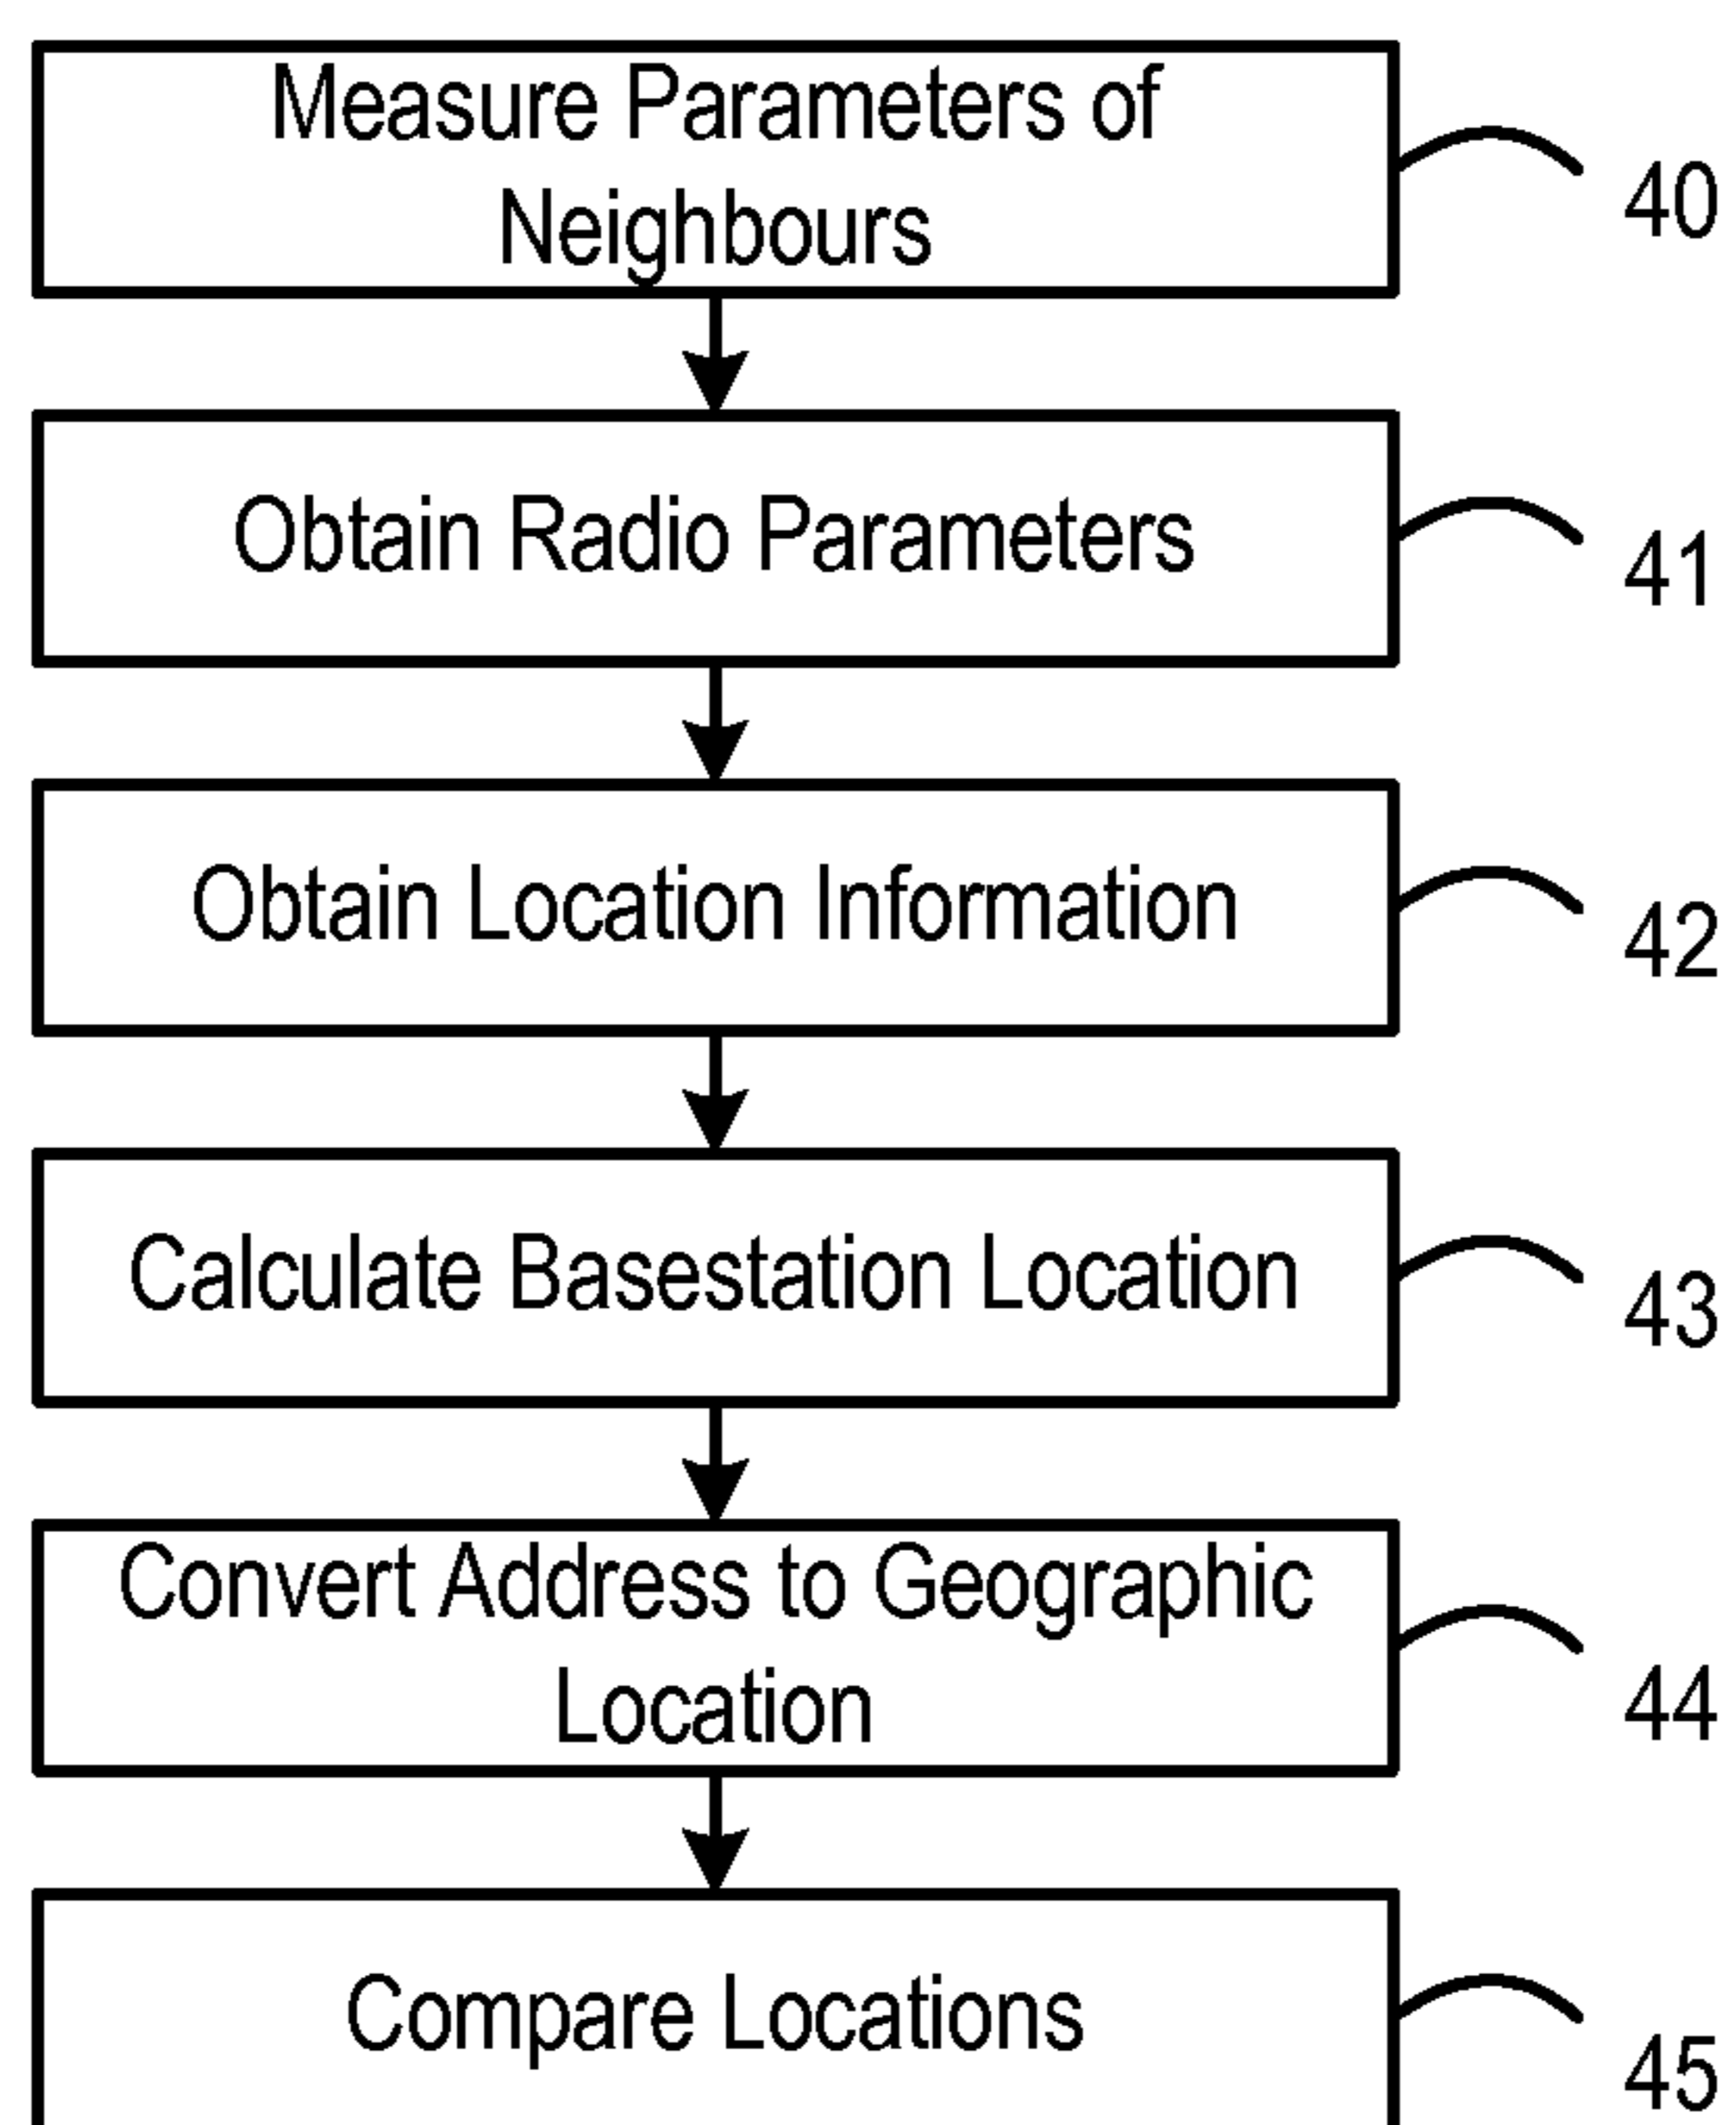 Measure Parameters of
Neighbours
40
Obtain Radio Parameters
41
Obtain Location Information
42
Calculate Basestation Location
43
Convert Address to Geographic
Location
44
Compare Locations
45